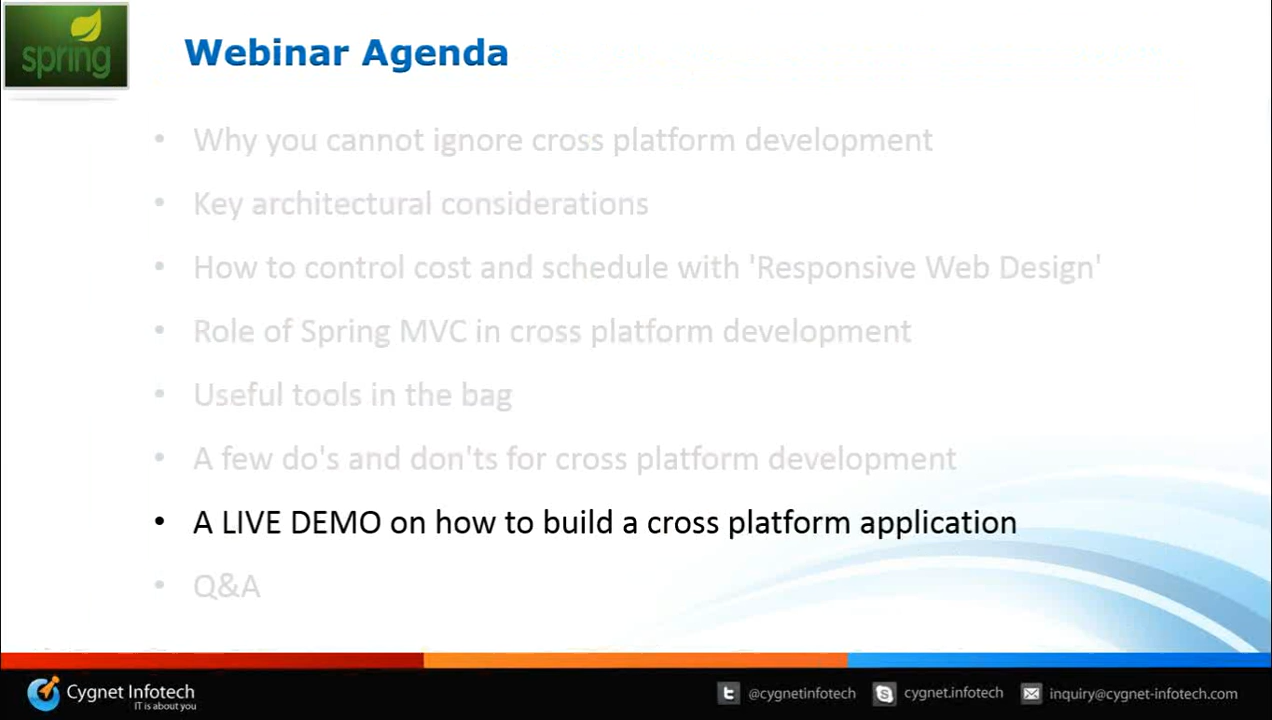 spring
Webinar Agenda
• Why you cannot ignore cross platform development
• Key architectural considerations
• How to control cost and schedule with 'Responsive Web Design'
• Role of Spring MVC in cross platform development
• Useful tools in the bag
• A few do's and don'ts for cross platform development
• A LIVE DEMO on how to build a cross platform application
• Q&A
Cygnet Infotech
IT is about you
@cygnetinfotech
cygnet.infotech
inquiry@cygnet-infotech.com